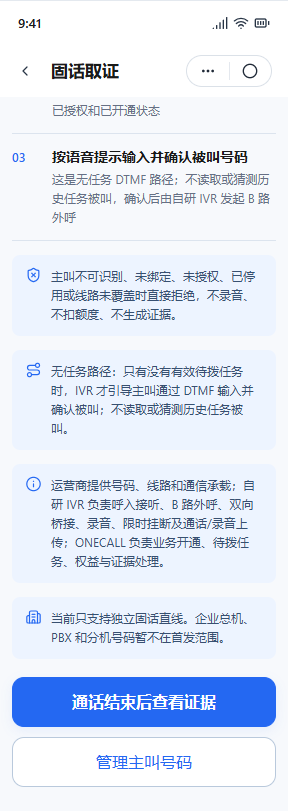 9:41
固话取证
已授权和已开通状态
03 按语音提示输入并确认被叫号码
这是无任务 DTMF 路径；不读取或猜测历
史任务被叫，确认后由自研 IVR 发起 B 路
外呼
主叫不可识别、未绑定、未授权、已停
用或线路未覆盖时直接拒绝，不录音、
不扣额度、不生成证据。
无任务路径：只有没有有效待拨任务
时，IVR 才引导主叫通过 DTMF 输入并
确认被叫；不读取或猜测历史任务被
叫。
运营商提供号码、线路和通信承载；自
研 IVR 负责呼入接听、B 路外呼、双向
桥接、录音、限时挂断及通话/录音上
传；ONECALL 负责业务开通、待拨任
务、权益与证据处理。
当前只支持独立固话直线。企业总机、
PBX 和分机号码暂不在首发范围。
通话结束后查看证据
管理主叫号码